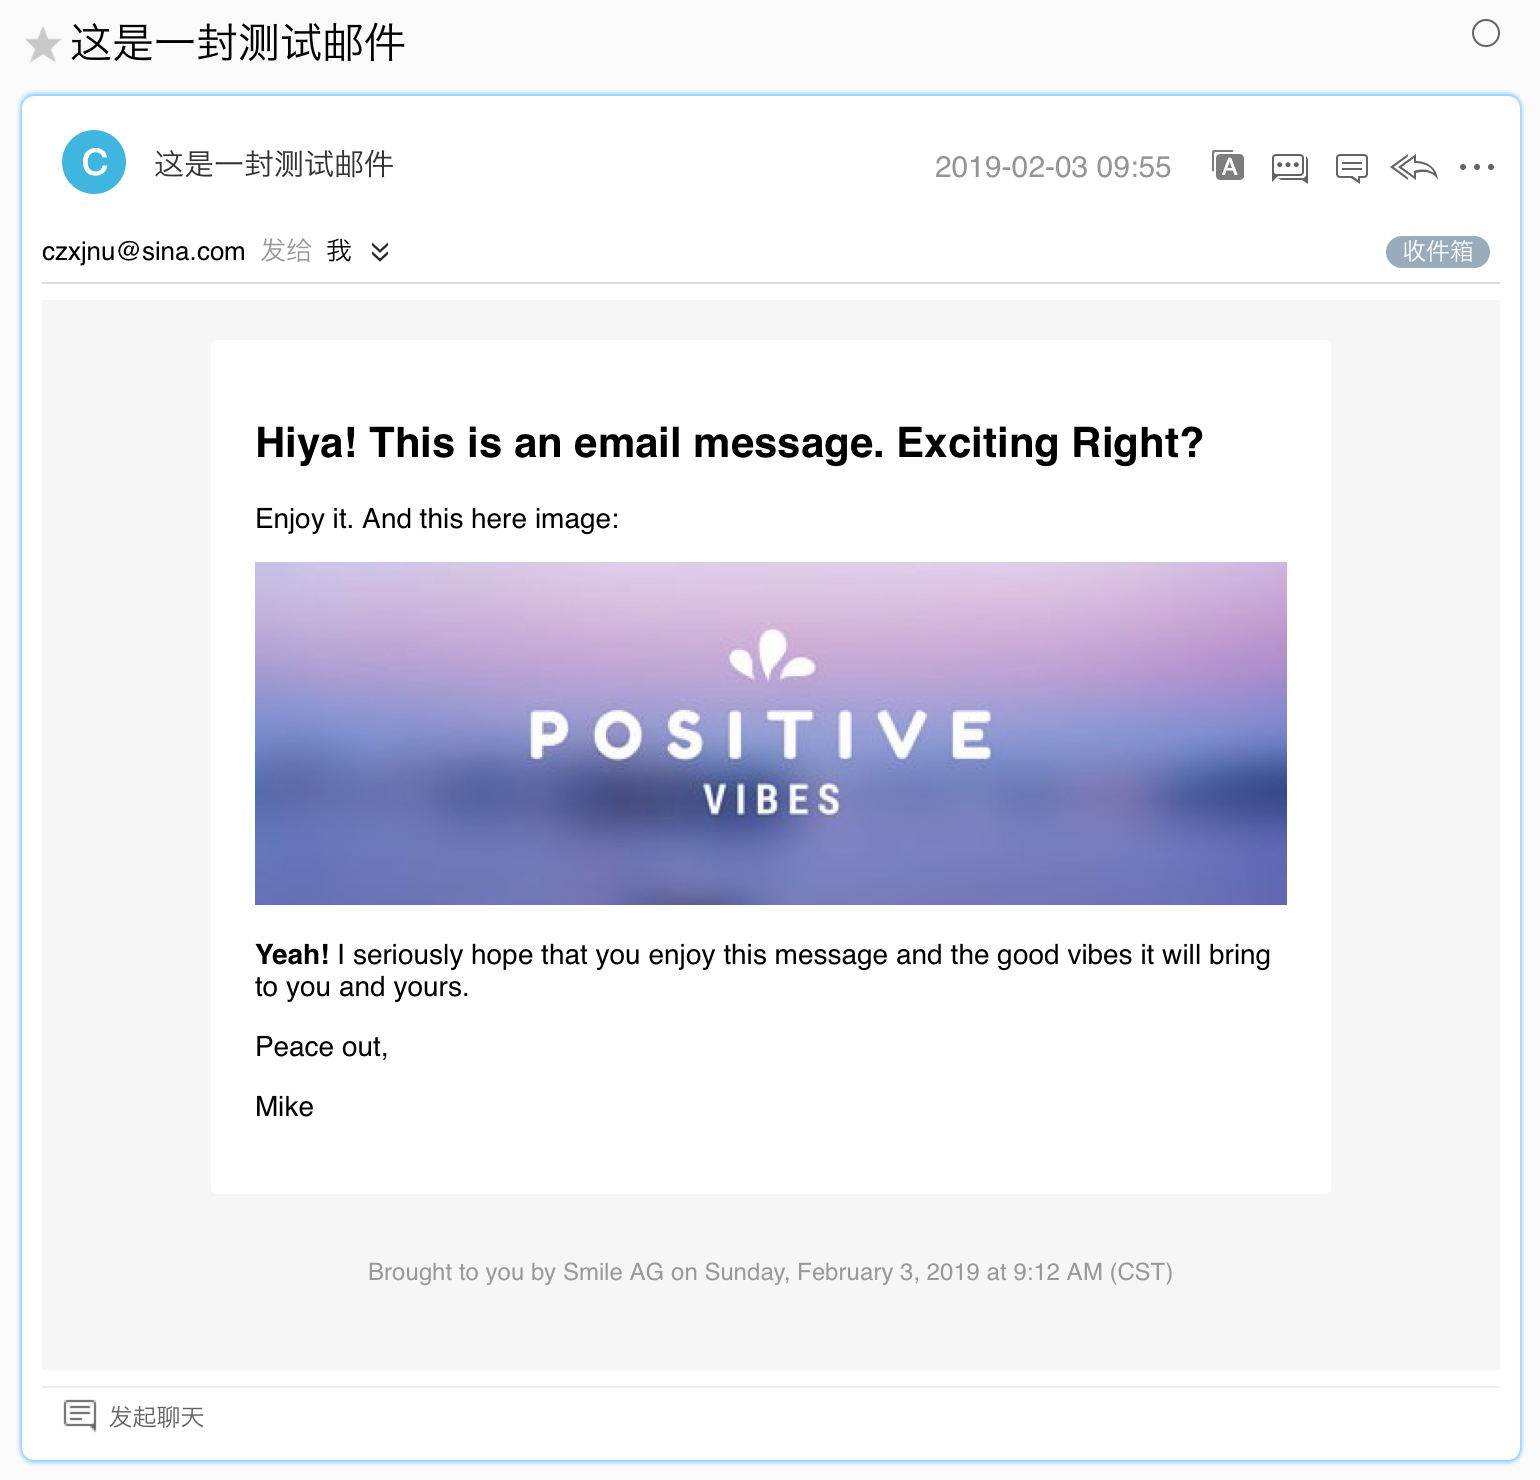 这是一封测试邮件
C 这是一封测试邮件 2019-02-03 09:55 A
czxjnu@sina.com 发给 我 收件箱
Hiya! This is an email message. Exciting Right?
Enjoy it. And this here image:
POSITIVE
VIBES
Yeah! I seriously hope that you enjoy this message and the good vibes it will bring
to you and yours.
Peace out,
Mike
Brought to you by Smile AG on Sunday, February 3, 2019 at 9:12 AM (CST)
发起聊天